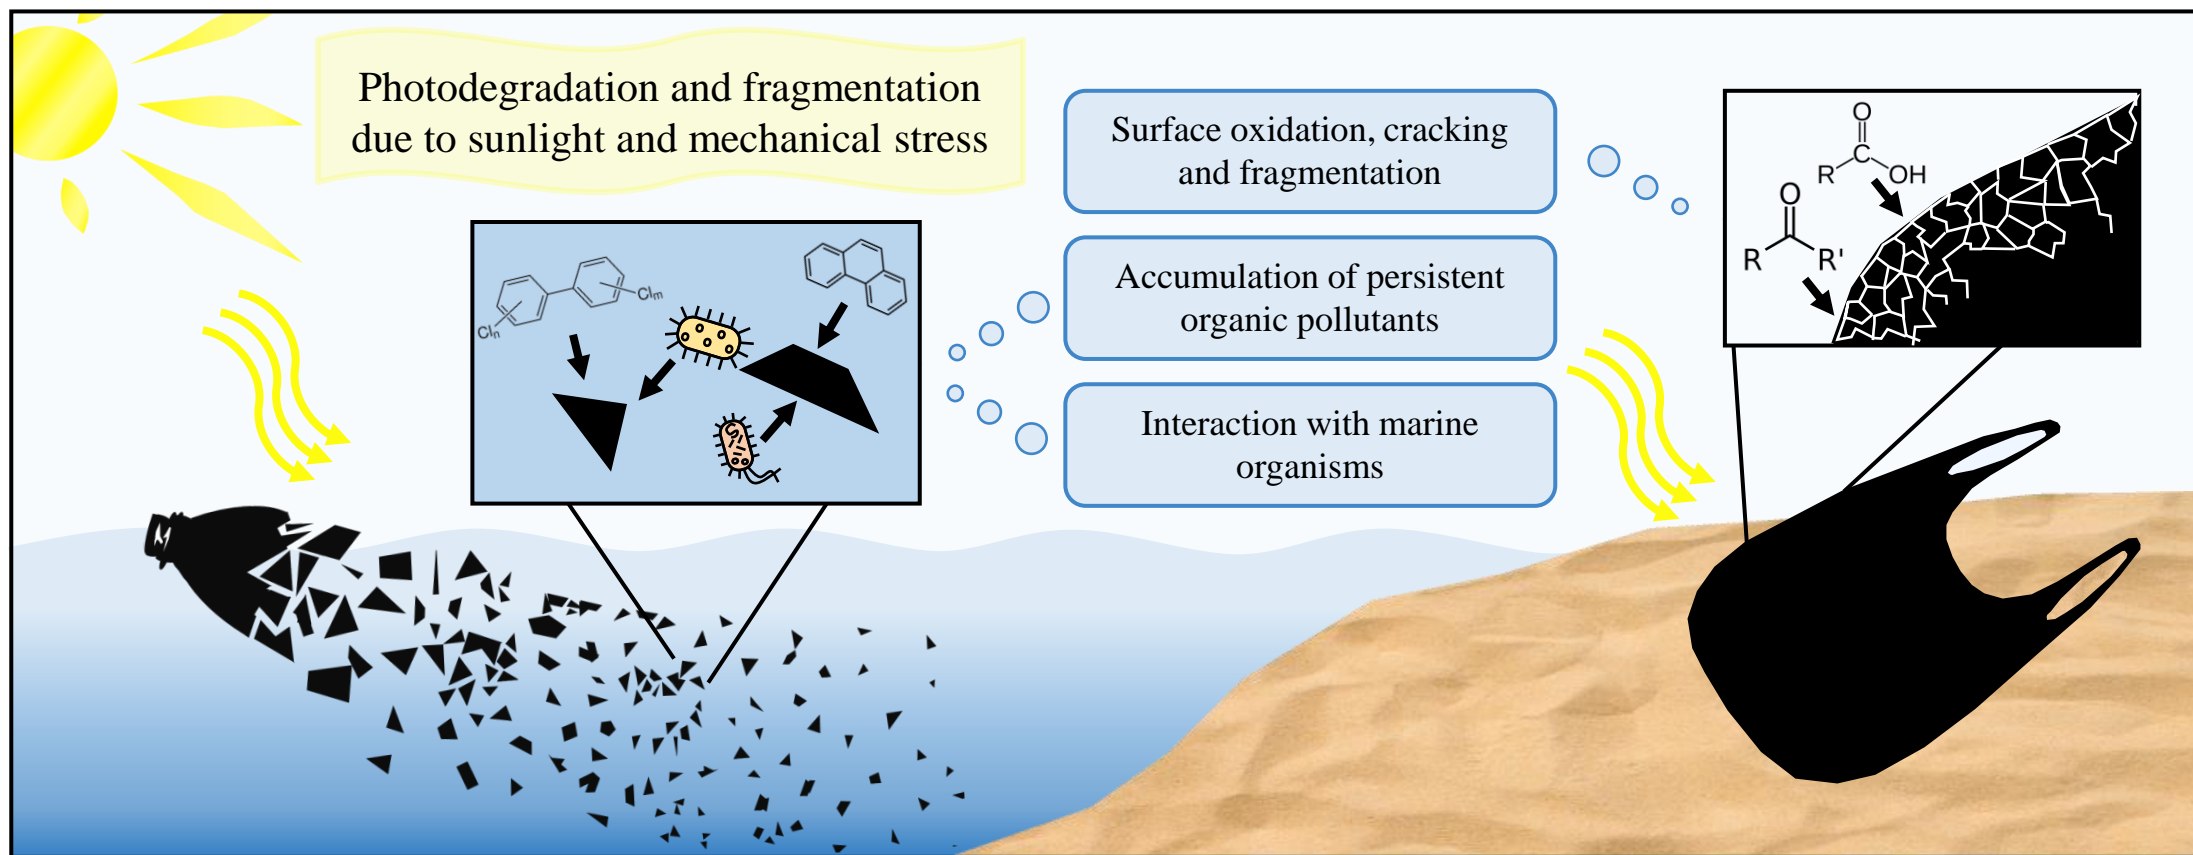 Photodegradation and fragmentation
due to sunlight and mechanical stress
Surface oxidation, cracking
and fragmentation
Accumulation of persistent
organic pollutants
Interaction with marine
organisms
Clm
Cln
O
C
R
OH
O
R
R'